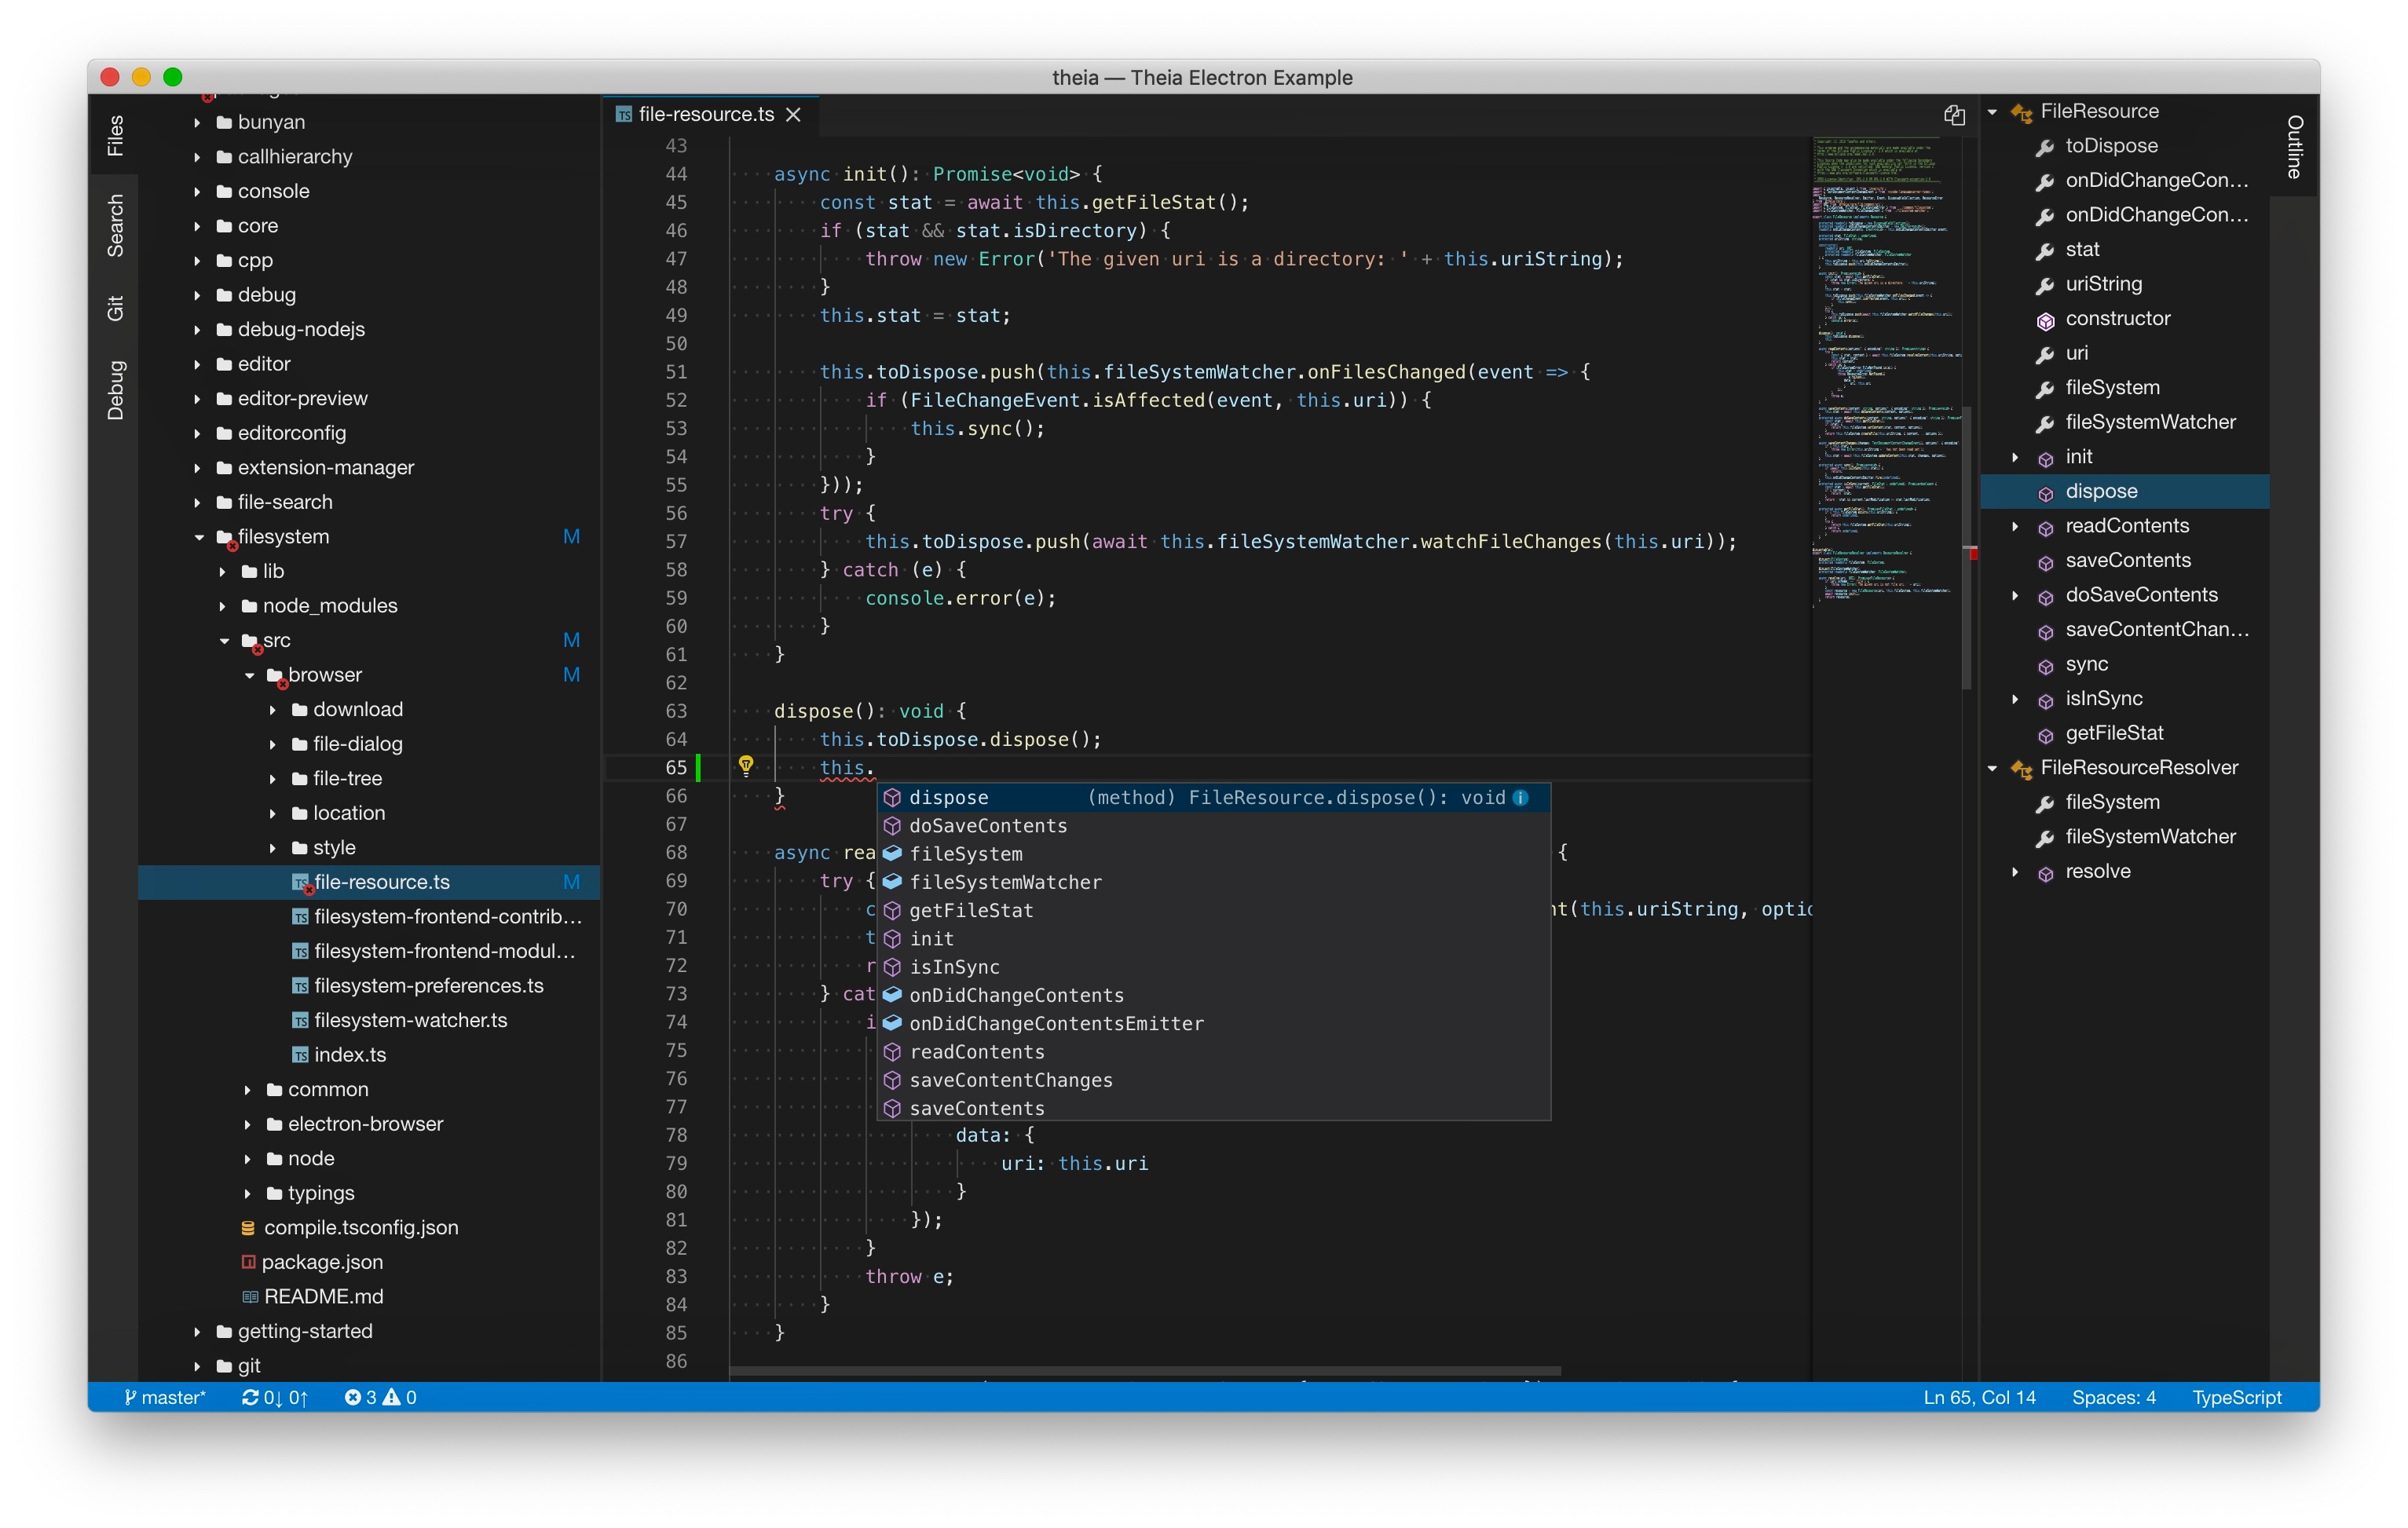 theia — Theia Electron Example
Files
Search
Git
Debug
bunyan
callhierarchy
console
core
cpp
debug
debug-nodejs
editor
editor-preview
editorconfig
extension-manager
file-search
filesystem M
lib
node_modules
src M
browser M
download
file-dialog
file-tree
location
style
file-resource.ts M
filesystem-frontend-contrib...
filesystem-frontend-modul...
filesystem-preferences.ts
filesystem-watcher.ts
index.ts
common
electron-browser
node
typings
compile.tsconfig.json
package.json
README.md
getting-started
git
file-resource.ts
43
44 async init(): Promise<void> {
45 const stat = await this.getFileStat();
46 if (stat && stat.isDirectory) {
47 throw new Error('The given uri is a directory: ' + this.uriString);
48 }
49 this.stat = stat;
50
51 this.toDispose.push(this.fileSystemWatcher.onFilesChanged(event => {
52 if (FileChangeEvent.isAffected(event, this.uri)) {
53 this.sync();
54 }
55 }));
56 try {
57 this.toDispose.push(await this.fileSystemWatcher.watchFileChanges(this.uri));
58 } catch (e) {
59 console.error(e);
60 }
61 }
62
63 dispose(): void {
64 this.toDispose.dispose();
65 this.
66 }
67
68 async rea {
69 try {
70 c nt(this.uriString, optio
71 t
72 r
73 } cat
74 i
75
76
77
78 data: {
79 uri: this.uri
80 }
81 });
82 }
83 throw e;
84 }
85 }
86
dispose (method) FileResource.dispose(): void
doSaveContents
fileSystem
fileSystemWatcher
getFileStat
init
isInSync
onDidChangeContents
onDidChangeContentsEmitter
readContents
saveContentChanges
saveContents
FileResource
toDispose
onDidChangeCon...
onDidChangeCon...
stat
uriString
constructor
uri
fileSystem
fileSystemWatcher
init
dispose
readContents
saveContents
doSaveContents
saveContentChan...
sync
isInSync
getFileStat
FileResourceResolver
fileSystem
fileSystemWatcher
resolve
Outline
master* 0↓ 0↑ 3 0
Ln 65, Col 14 Spaces: 4 TypeScript